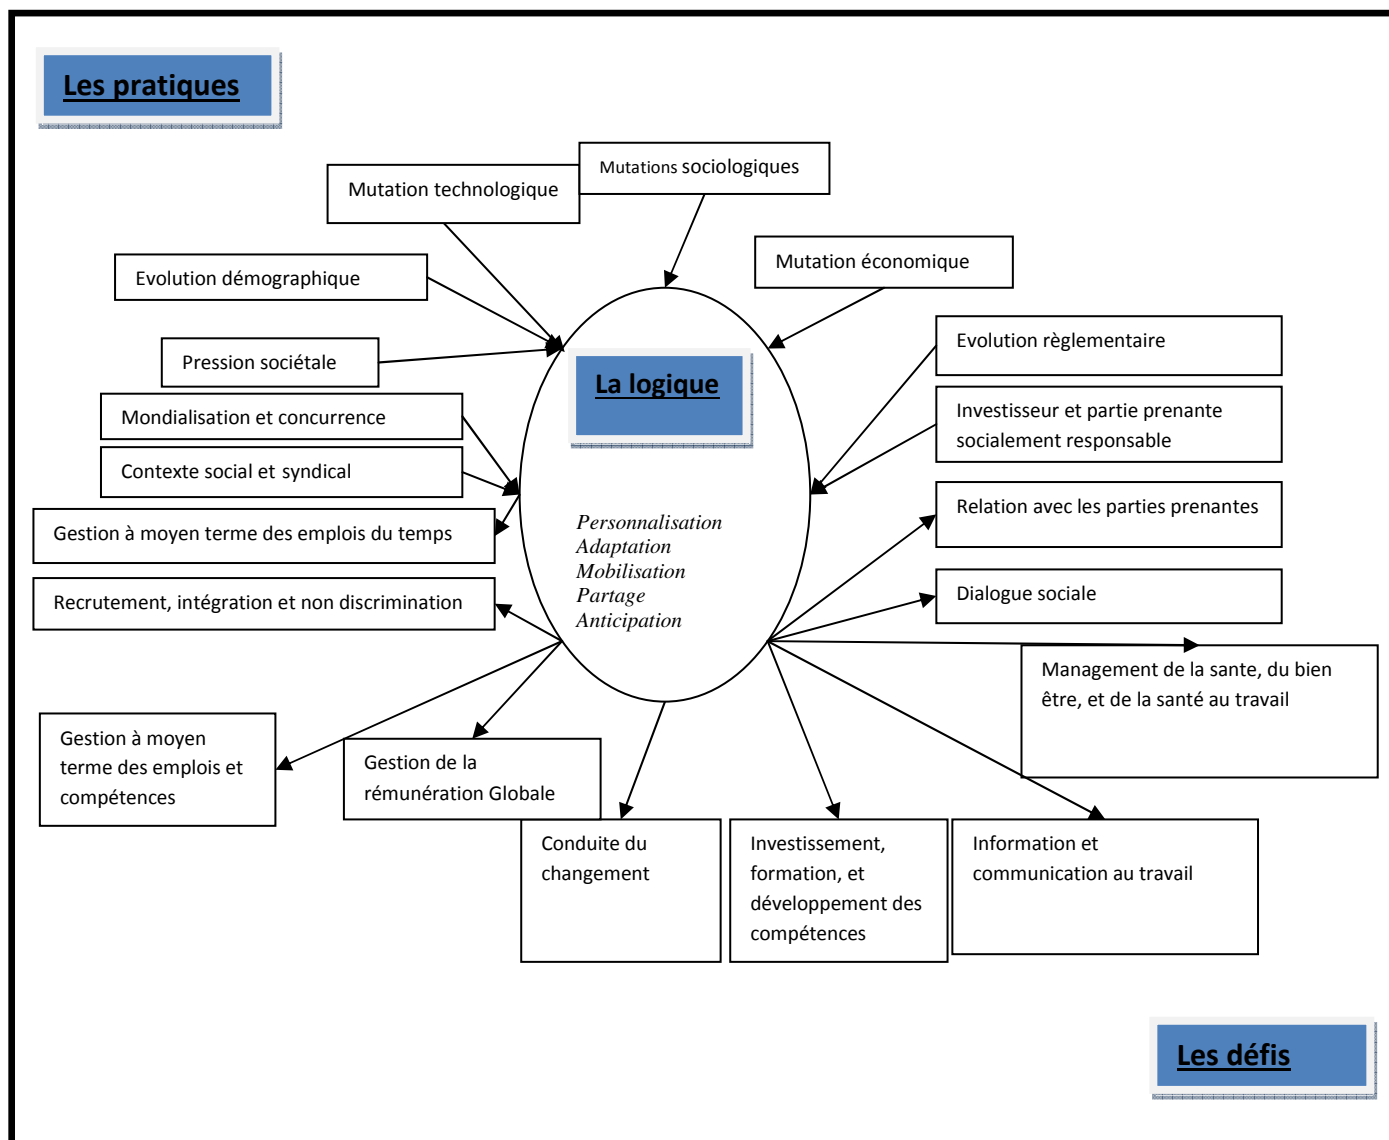 Les pratiques
Mutations sociologiques
Mutation technologique
Mutation économique
Evolution démographique
Evolution règlementaire
Pression sociétale
La logique
Mondialisation et concurrence
Investisseur et partie prenante
socialement responsable
Contexte social et syndical
Relation avec les parties prenantes
Gestion à moyen terme des emplois du temps
Personnalisation
Adaptation
Mobilisation
Partage
Anticipation
Recrutement, intégration et non discrimination
Dialogue sociale
Management de la sante, du bien
être, et de la santé au travail
Gestion à moyen
terme des emplois et
compétences
Gestion de la
rémunération Globale
Conduite du
changement
Investissement,
formation, et
développement des
compétences
Information et
communication au travail
Les défis